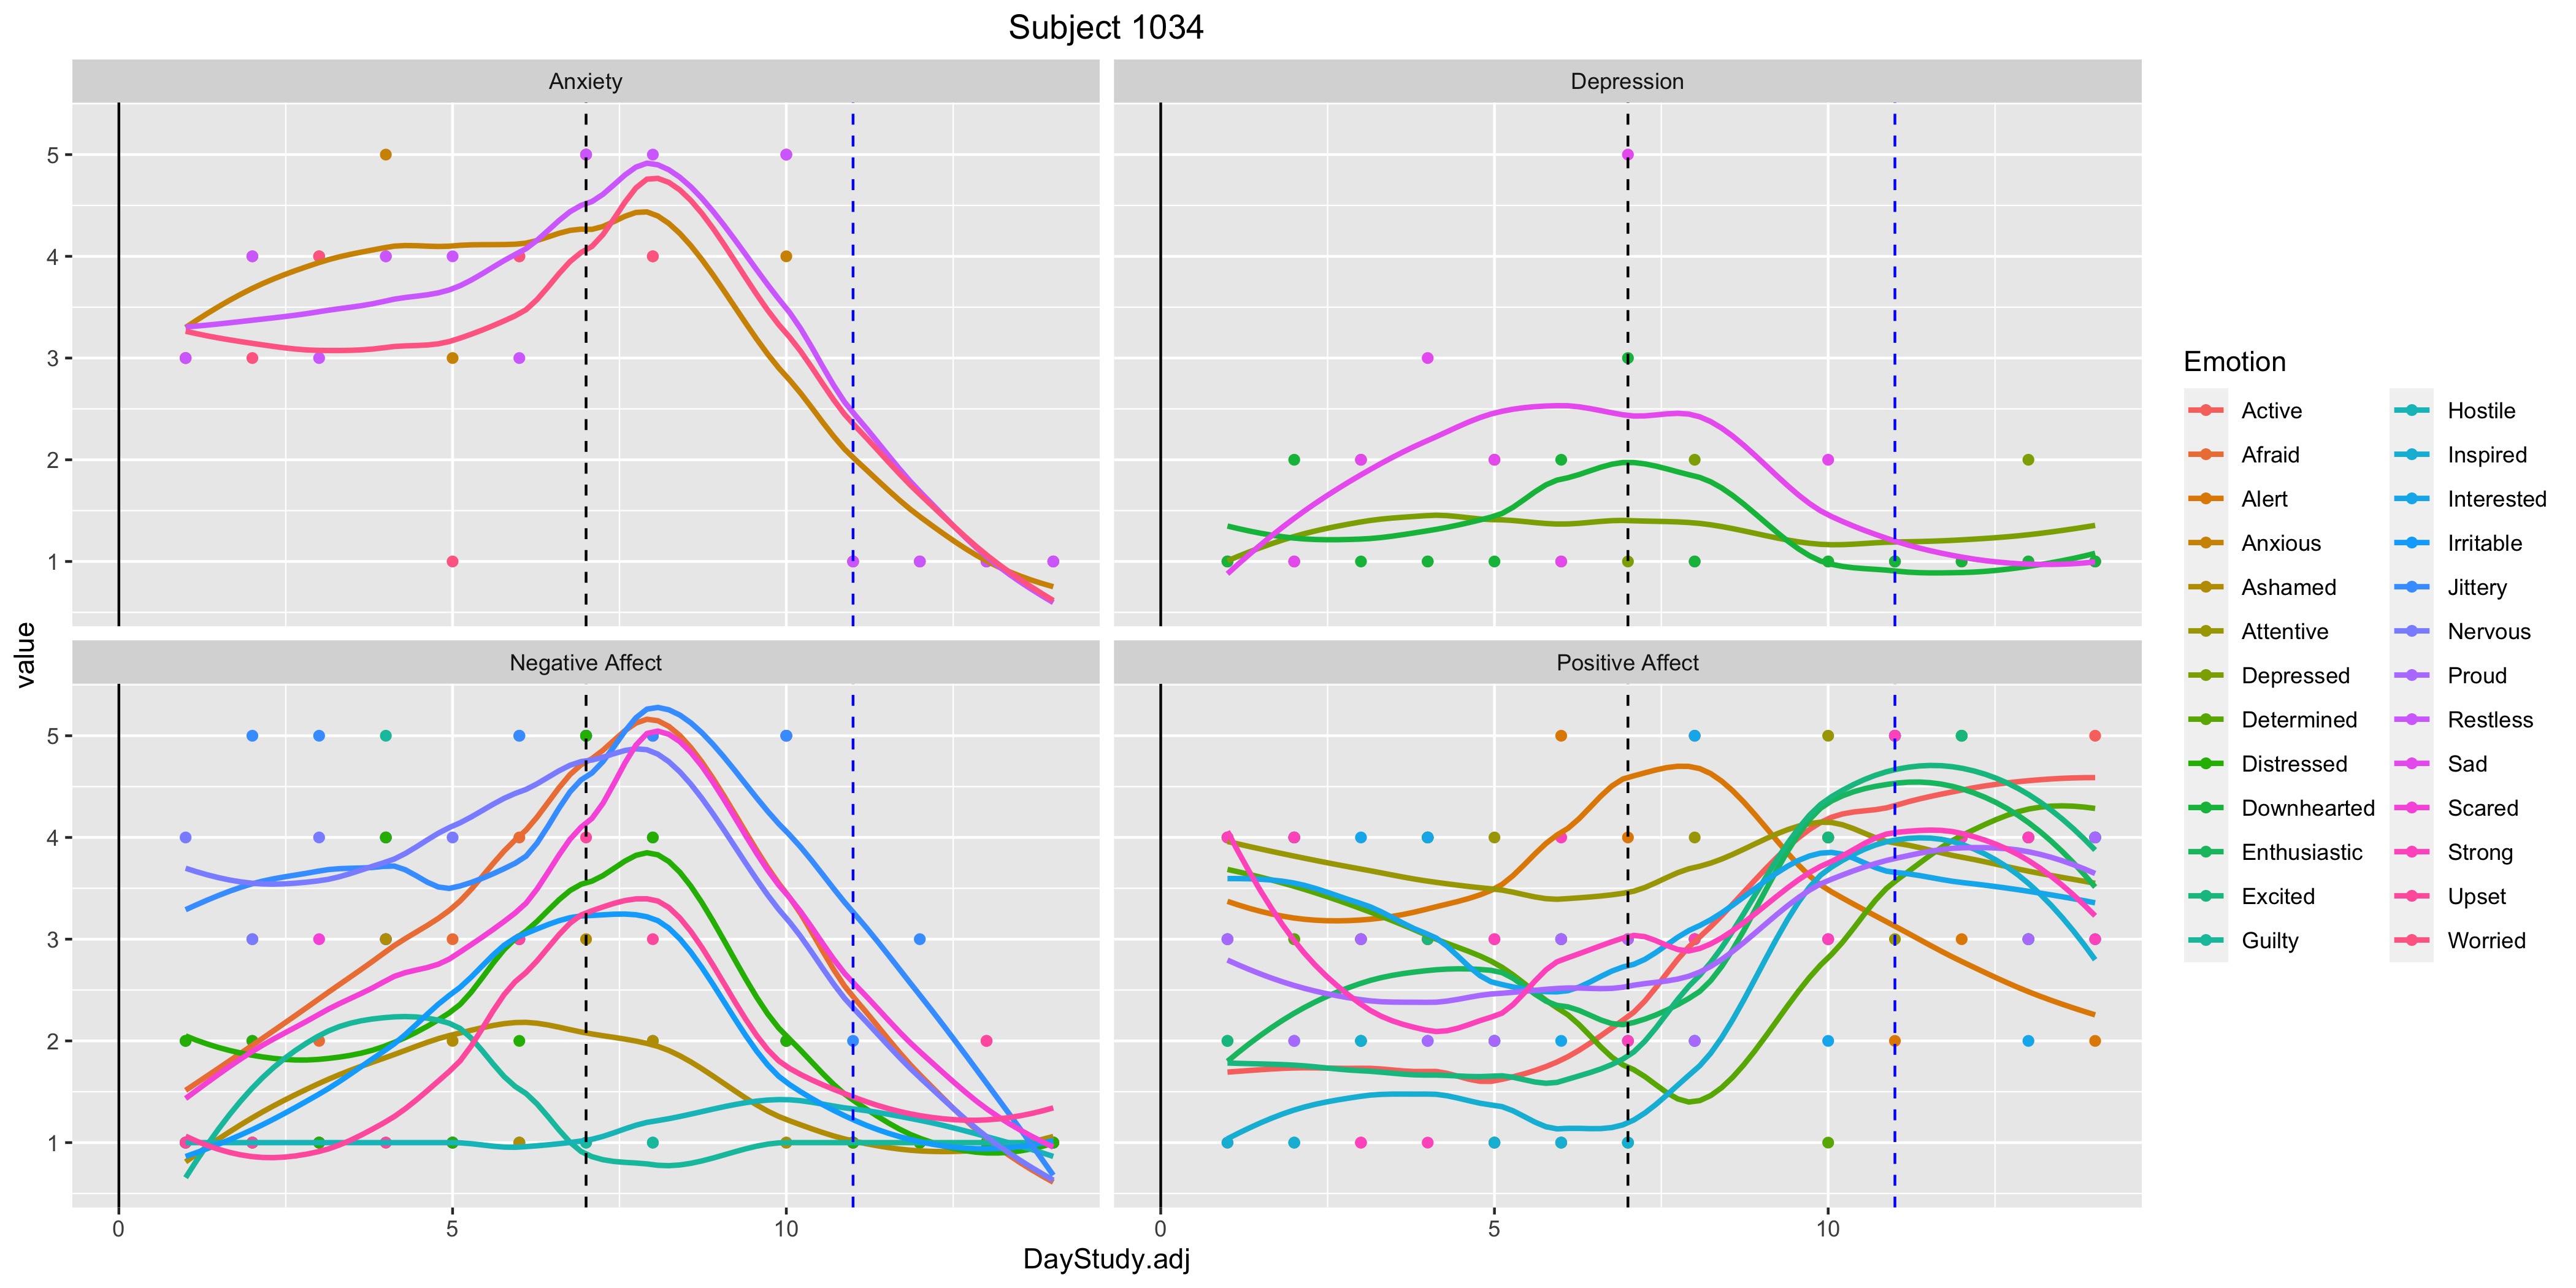 Subject 1034
Anxiety
Depression
5
4
3
2
1
Negative Affect
Positive Affect
5
4
3
2
1
0
5
10
0
5
10
value
DayStudy.adj
Emotion
Active
Afraid
Alert
Anxious
Ashamed
Attentive
Depressed
Determined
Distressed
Downhearted
Enthusiastic
Excited
Guilty
Hostile
Inspired
Interested
Irritable
Jittery
Nervous
Proud
Restless
Sad
Scared
Strong
Upset
Worried